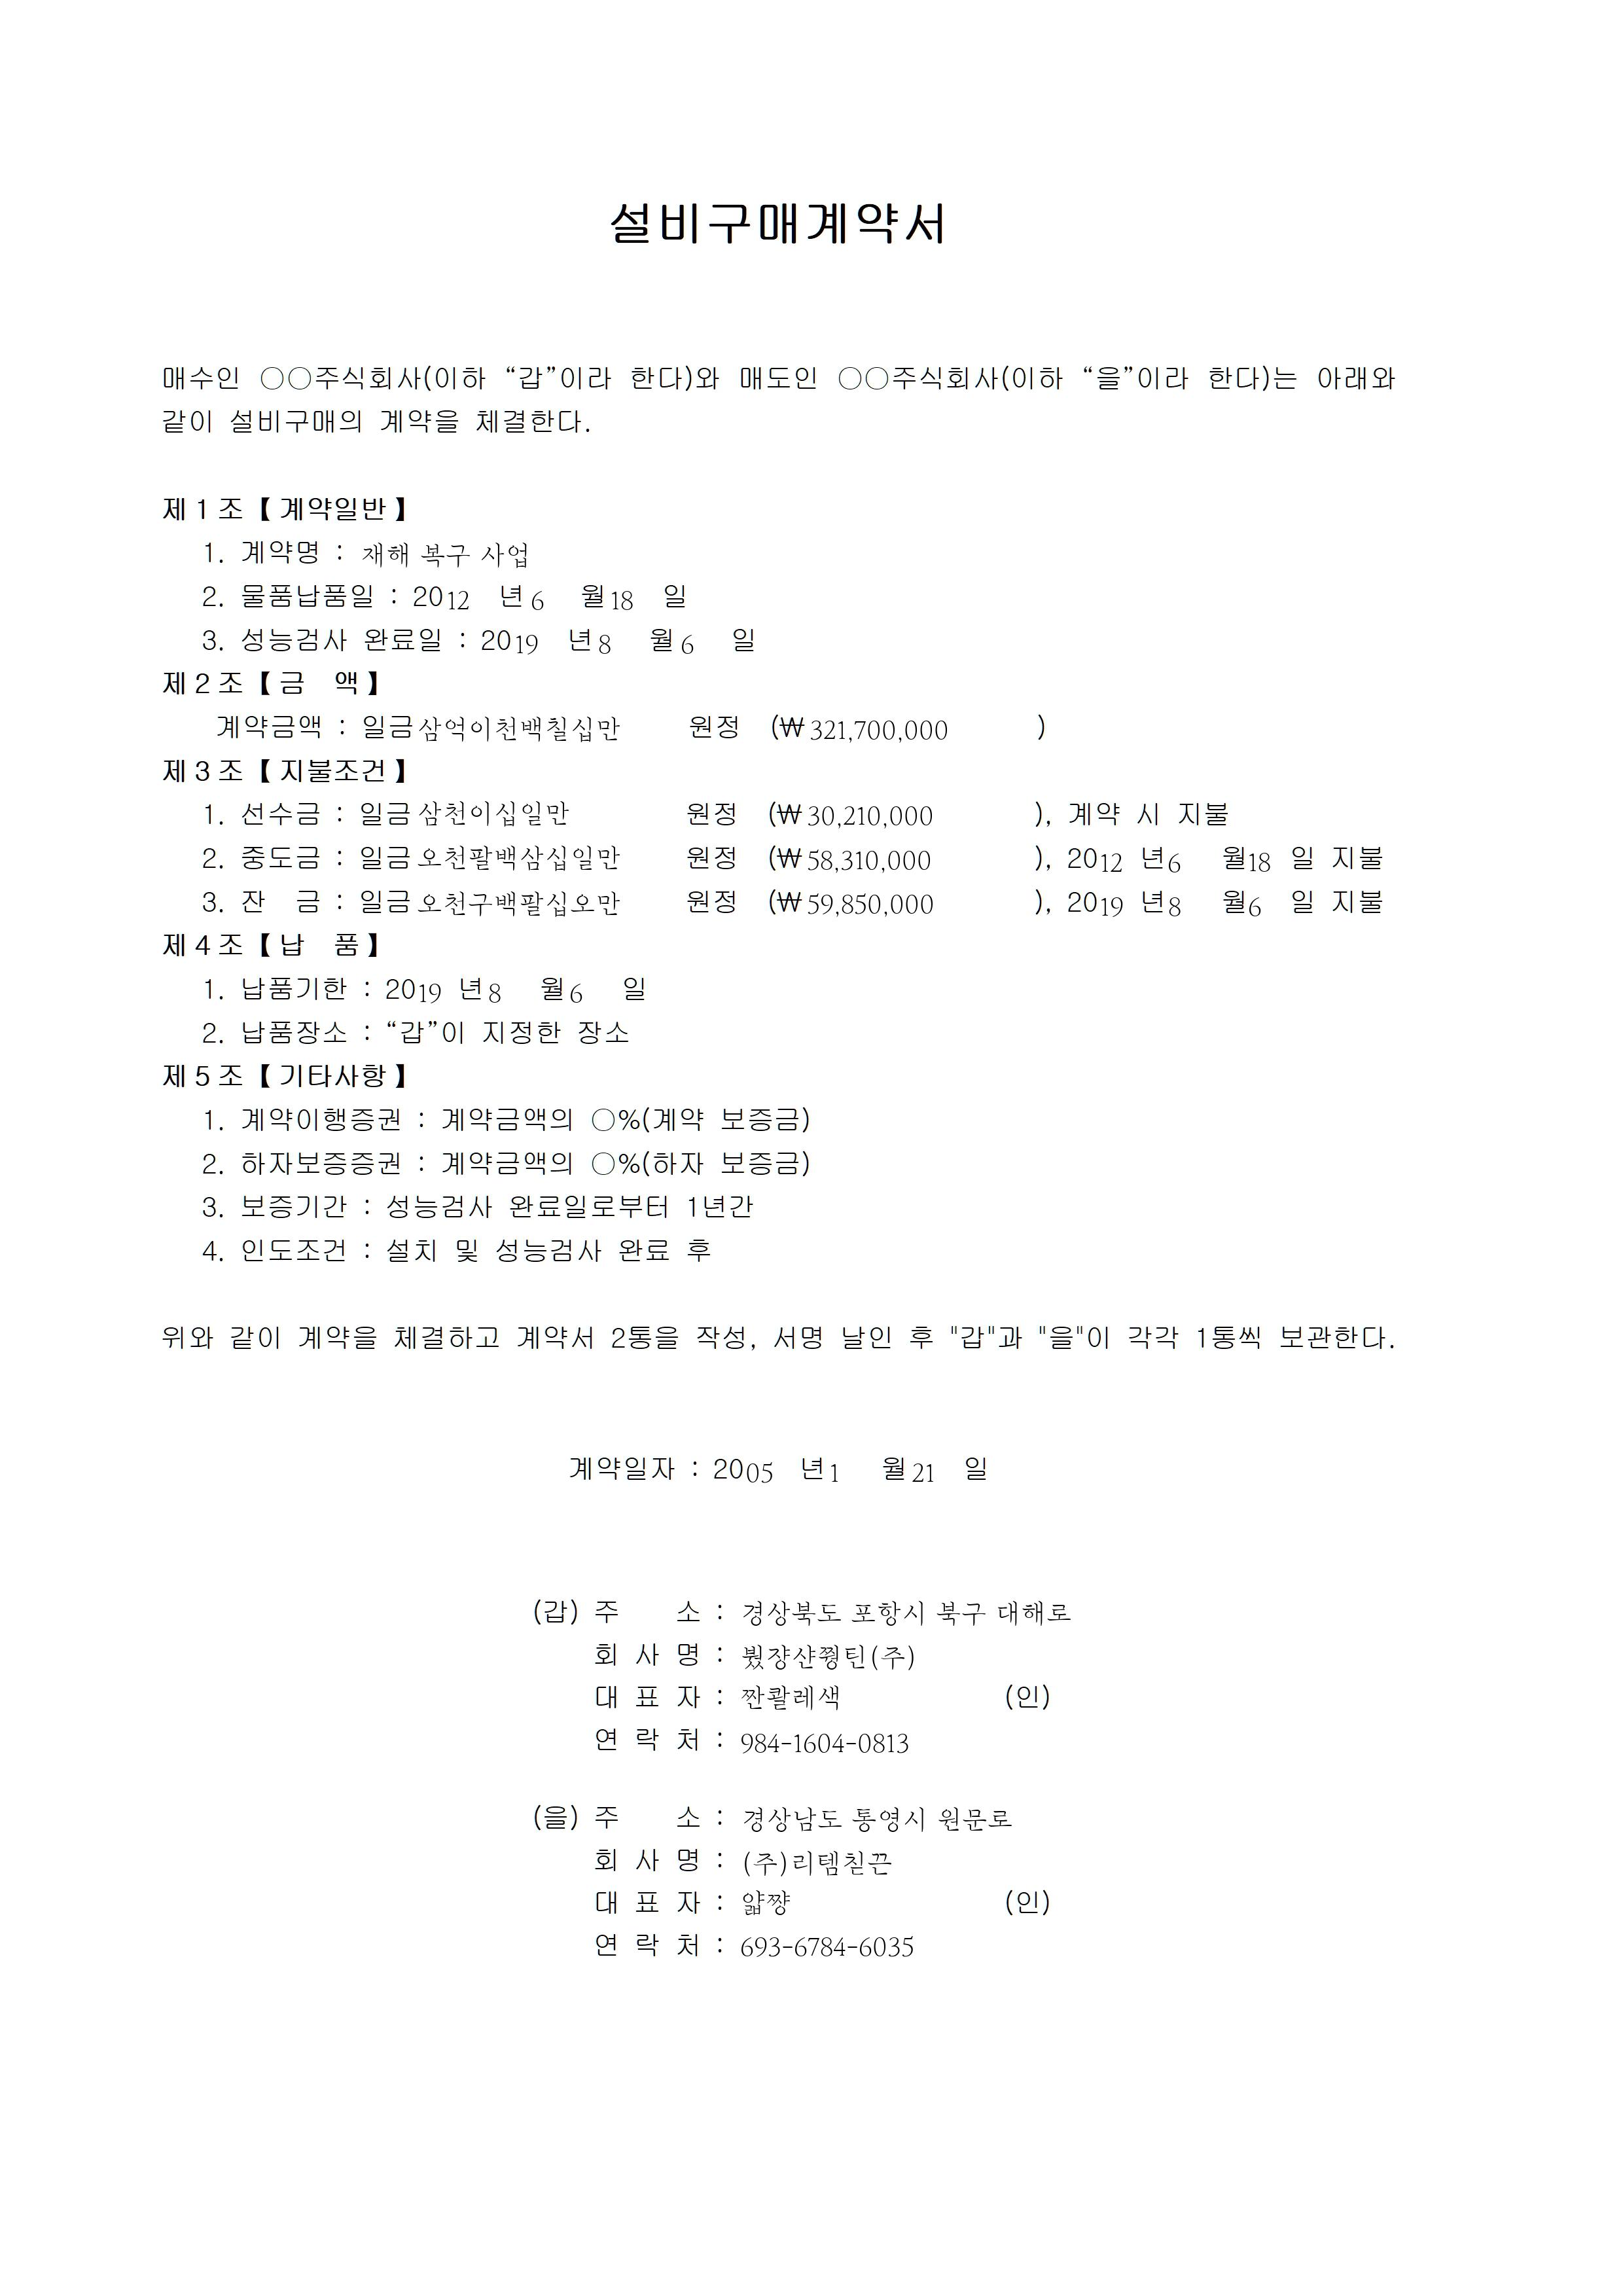 설비구매계약서
매수인 ○○주식회사(이하 “갑”이라 한다)와 매도인 ○○주식회사(이하 “을”이라 한다)는 아래와
같이 설비구매의 계약을 체결한다.
제1조【계약일반】
1. 계약명 : 재해 복구 사업
2. 물품납품일 : 2012 년 6 월 18 일
3. 성능검사 완료일 : 2019 년 8 월 6 일
제2조【금 액】
계약금액 : 일금 삼억이천백칠십만 원정 (₩ 321,700,000 )
제3조【지불조건】
1. 선수금 : 일금 삼천이십일만 원정 (₩ 30,210,000 ), 계약 시 지불
2. 중도금 : 일금 오천팔백삼십일만 원정 (₩ 58,310,000 ), 2012 년 6 월 18 일 지불
3. 잔 금 : 일금 오천구백팔십오만 원정 (₩ 59,850,000 ), 2019 년 8 월 6 일 지불
제4조【납 품】
1. 납품기한 : 2019 년 8 월 6 일
2. 납품장소 : “갑”이 지정한 장소
제5조【기타사항】
1. 계약이행증권 : 계약금액의 ○%(계약 보증금)
2. 하자보증증권 : 계약금액의 ○%(하자 보증금)
3. 보증기간 : 성능검사 완료일로부터 1년간
4. 인도조건 : 설치 및 성능검사 완료 후
위와 같이 계약을 체결하고 계약서 2통을 작성, 서명 날인 후 "갑"과 "을"이 각각 1통씩 보관한다.
계약일자 : 2005 년 1 월 21 일
(갑) 주 소 : 경상북도 포항시 북구 대해로
회 사 명 : 뷨쟝샨쮕틴(주)
대 표 자 : 짠콸레색 (인)
연 락 처 : 984-1604-0813
(을) 주 소 : 경상남도 통영시 원문로
회 사 명 : (주)리템칟끈
대 표 자 : 얇쨩 (인)
연 락 처 : 693-6784-6035